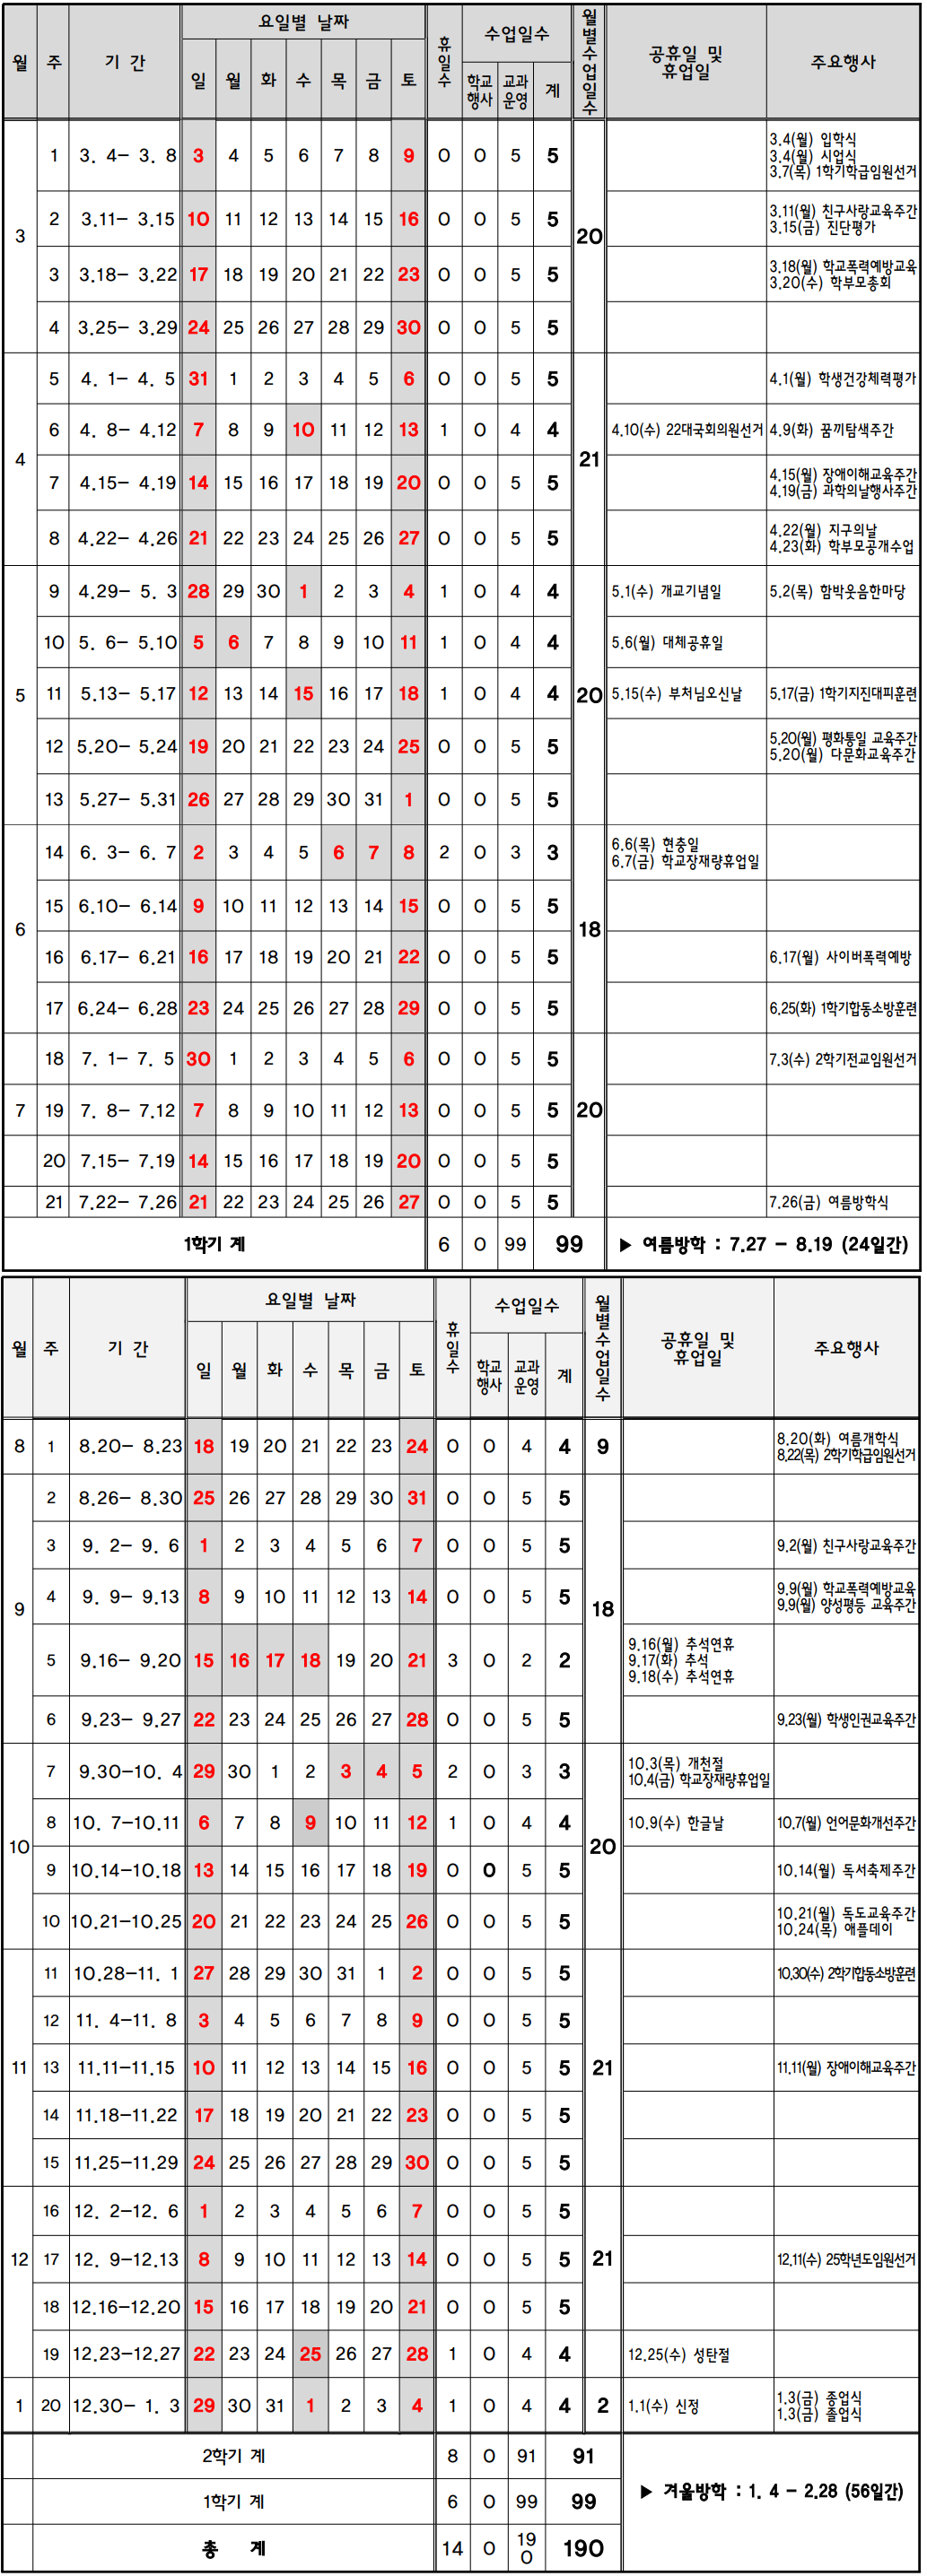 월 주 기 간 요일별 날짜 휴일수 수업일수 월별수업일수 공휴일 및 휴업일 주요행사
일 월 화 수 목 금 토 학교행사 교과운영 계
3 1 3. 4- 3. 8 3 4 5 6 7 8 9 0 0 5 5 20 3.4(월) 입학식
3.4(월) 시업식
3.7(목) 1학기학급임원선거
2 3.11- 3.15 10 11 12 13 14 15 16 0 0 5 5 3.11(월) 친구사랑교육주간
3.15(금) 진단평가
3 3.18- 3.22 17 18 19 20 21 22 23 0 0 5 5 3.18(월) 학교폭력예방교육
3.20(수) 학부모총회
4 3.25- 3.29 24 25 26 27 28 29 30 0 0 5 5
4 5 4. 1- 4. 5 31 1 2 3 4 5 6 0 0 5 5 21 4.1(월) 학생건강체력평가
6 4. 8- 4.12 7 8 9 10 11 12 13 1 0 4 4 4.10(수) 22대국회의원선거 4.9(화) 꿈끼탐색주간
7 4.15- 4.19 14 15 16 17 18 19 20 0 0 5 5 4.15(월) 장애이해교육주간
4.19(금) 과학의날행사주간
8 4.22- 4.26 21 22 23 24 25 26 27 0 0 5 5 4.22(월) 지구의날
4.23(화) 학부모공개수업
5 9 4.29- 5. 3 28 29 30 1 2 3 4 1 0 4 4 20 5.1(수) 개교기념일 5.2(목) 함박웃음한마당
10 5. 6- 5.10 5 6 7 8 9 10 11 1 0 4 4 5.6(월) 대체공휴일
11 5.13- 5.17 12 13 14 15 16 17 18 1 0 4 4 5.15(수) 부처님오신날 5.17(금) 1학기지진대피훈련
12 5.20- 5.24 19 20 21 22 23 24 25 0 0 5 5 5.20(월) 평화통일 교육주간
5.20(월) 다문화교육주간
13 5.27- 5.31 26 27 28 29 30 31 1 0 0 5 5
6 14 6. 3- 6. 7 2 3 4 5 6 7 8 2 0 3 3 18 6.6(목) 현충일
6.7(금) 학교장재량휴업일
15 6.10- 6.14 9 10 11 12 13 14 15 0 0 5 5
16 6.17- 6.21 16 17 18 19 20 21 22 0 0 5 5 6.17(월) 사이버폭력예방
17 6.24- 6.28 23 24 25 26 27 28 29 0 0 5 5 6.25(화) 1학기합동소방훈련
7 18 7. 1- 7. 5 30 1 2 3 4 5 6 0 0 5 5 20 7.3(수) 2학기전교임원선거
19 7. 8- 7.12 7 8 9 10 11 12 13 0 0 5 5
20 7.15- 7.19 14 15 16 17 18 19 20 0 0 5 5
21 7.22- 7.26 21 22 23 24 25 26 27 0 0 5 5 7.26(금) 여름방학식
1학기 계 6 0 99 99 ▶ 여름방학 : 7.27 - 8.19 (24일간)
월 주 기 간 요일별 날짜 휴일수 수업일수 월별수업일수 공휴일 및 휴업일 주요행사
일 월 화 수 목 금 토 학교행사 교과운영 계
8 1 8.20- 8.23 18 19 20 21 22 23 24 0 0 4 4 9 8.20(화) 여름개학식
8.22(목) 2학기학급임원선거
9 2 8.26- 8.30 25 26 27 28 29 30 31 0 0 5 5 18
3 9. 2- 9. 6 1 2 3 4 5 6 7 0 0 5 5 9.2(월) 친구사랑교육주간
4 9. 9- 9.13 8 9 10 11 12 13 14 0 0 5 5 9.9(월) 학교폭력예방교육
9.9(월) 양성평등 교육주간
5 9.16- 9.20 15 16 17 18 19 20 21 3 0 2 2 9.16(월) 추석연휴
9.17(화) 추석
9.18(수) 추석연휴
6 9.23- 9.27 22 23 24 25 26 27 28 0 0 5 5 9.23(월) 학생인권교육주간
10 7 9.30-10. 4 29 30 1 2 3 4 5 2 0 3 3 20 10.3(목) 개천절
10.4(금) 학교장재량휴업일
8 10. 7-10.11 6 7 8 9 10 11 12 1 0 4 4 10.9(수) 한글날 10.7(월) 언어문화개선주간
9 10.14-10.18 13 14 15 16 17 18 19 0 0 5 5 10.14(월) 독서축제주간
10 10.21-10.25 20 21 22 23 24 25 26 0 0 5 5 10.21(월) 독도교육주간
10.24(목) 애플데이
11 11 10.28-11. 1 27 28 29 30 31 1 2 0 0 5 5 21 10.30(수) 2학기합동소방훈련
12 11. 4-11. 8 3 4 5 6 7 8 9 0 0 5 5
13 11.11-11.15 10 11 12 13 14 15 16 0 0 5 5 11.11(월) 장애이해교육주간
14 11.18-11.22 17 18 19 20 21 22 23 0 0 5 5
15 11.25-11.29 24 25 26 27 28 29 30 0 0 5 5
12 16 12. 2-12. 6 1 2 3 4 5 6 7 0 0 5 5 21
17 12. 9-12.13 8 9 10 11 12 13 14 0 0 5 5 12.11(수) 25학년도임원선거
18 12.16-12.20 15 16 17 18 19 20 21 0 0 5 5
19 12.23-12.27 22 23 24 25 26 27 28 1 0 4 4 12.25(수) 성탄절
1 20 12.30- 1. 3 29 30 31 1 2 3 4 1 0 4 4 2 1.1(수) 신정 1.3(금) 종업식
1.3(금) 졸업식
2학기 계 8 0 91 91 ▶ 겨울방학 : 1. 4 - 2.28 (56일간)
1학기 계 6 0 99 99
총 계 14 0 190 190